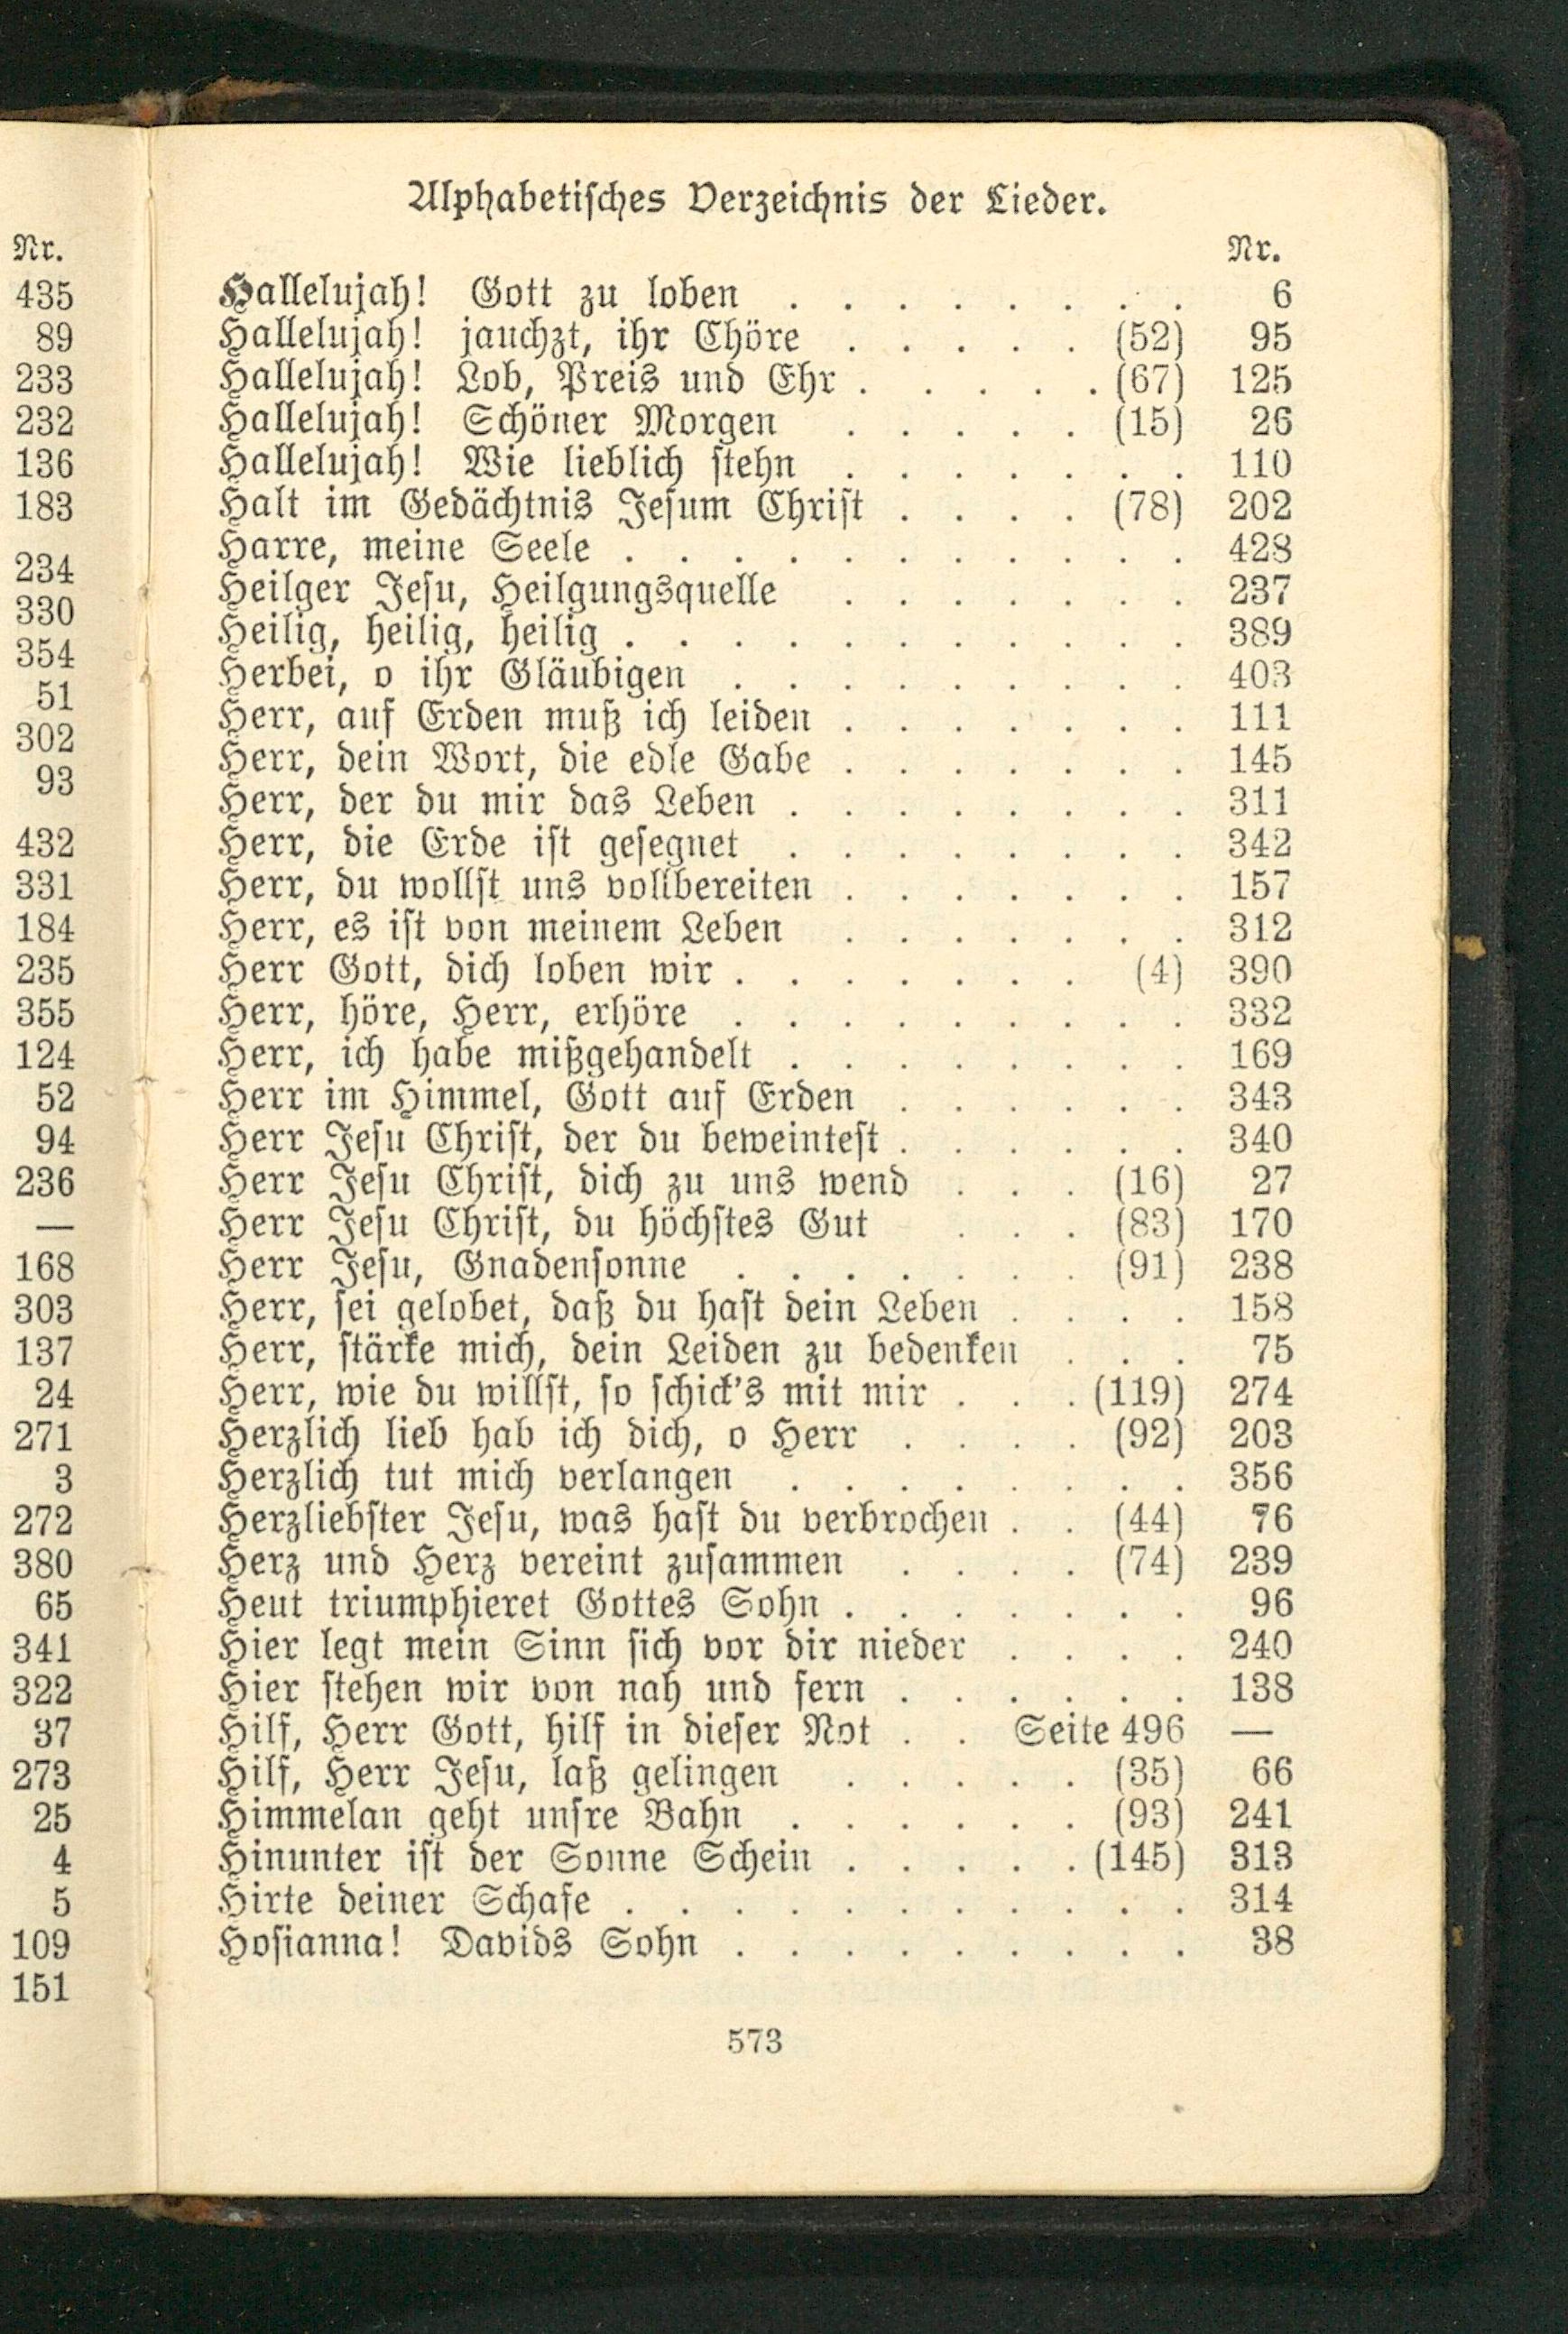 Nr.
435
89
233
232
136
183
234
330
354
51
302
93
432
331
184
235
355
124
52
94
236
—
168
303
137
24
271
3
272
380
65
341
322
37
273
25
4
5
109
151
Alphabetisches Verzeichnis der Lieder.
Nr.
Hallelujah! Gott zu loben . . . . . . . . 6
Hallelujah! jauchzt, ihr Chöre . . . . . (52) 95
Hallelujah! Lob, Preis und Ehr . . . . . (67) 125
Hallelujah! Schöner Morgen . . . . . (15) 26
Hallelujah! Wie lieblich stehn . . . . . . . 110
Halt im Gedächtnis Jesum Christ . . . . (78) 202
Harre, meine Seele . . . . . . . . . . . 428
Heilger Jesu, Heilgungsquelle . . . . . . . 237
Heilig, heilig, heilig . . . . . . . . . . . 389
Herbei, o ihr Gläubigen . . . . . . . . . 403
Herr, auf Erden muß ich leiden . . . . . . . 111
Herr, dein Wort, die edle Gabe . . . . . . . 145
Herr, der du mir das Leben . . . . . . . . 311
Herr, die Erde ist gesegnet . . . . . . . . 342
Herr, du wollst uns vollbereiten . . . . . . . 157
Herr, es ist von meinem Leben . . . . . . . 312
Herr Gott, dich loben wir . . . . . . . (4) 390
Herr, höre, Herr, erhöre . . . . . . . . . 332
Herr, ich habe mißgehandelt . . . . . . . . 169
Herr im Himmel, Gott auf Erden . . . . . . 343
Herr Jesu Christ, der du beweintest . . . . . . 340
Herr Jesu Christ, dich zu uns wend . . . (16) 27
Herr Jesu Christ, du höchstes Gut . . . (83) 170
Herr Jesu, Gnadensonne . . . . . . . (91) 238
Herr, sei gelobet, daß du hast dein Leben . . . . 158
Herr, stärke mich, dein Leiden zu bedenken . . . 75
Herr, wie du willst, so schick's mit mir . . . (119) 274
Herzlich lieb hab ich dich, o Herr . . . . (92) 203
Herzlich tut mich verlangen . . . . . . . . 356
Herzliebster Jesu, was hast du verbrochen . . (44) 76
Herz und Herz vereint zusammen . . . . (74) 239
Heut triumphieret Gottes Sohn . . . . . . . 96
Hier legt mein Sinn sich vor dir nieder . . . . 240
Hier stehen wir von nah und fern . . . . . . 138
Hilf, Herr Gott, hilf in dieser Not . . Seite 496 —
Hilf, Herr Jesu, laß gelingen . . . . . (35) 66
Himmelan geht unsre Bahn . . . . . . (93) 241
Hinunter ist der Sonne Schein . . . . . (145) 313
Hirte deiner Schafe . . . . . . . . . . . 314
Hosianna! Davids Sohn . . . . . . . . . 38
573